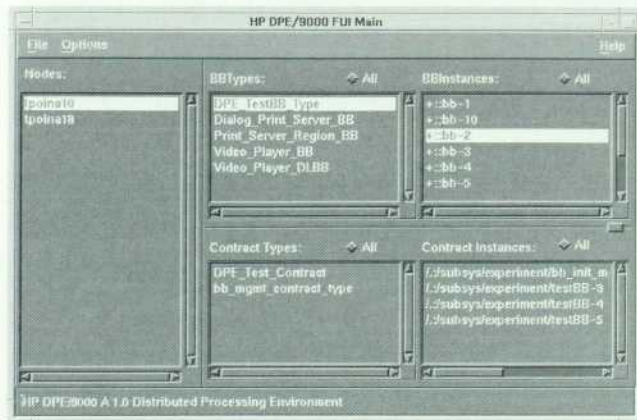 HP DPE/9000 FUI Main
File Options Help
Nodes:
tpoina10
tpoina18
BBTypes: All
DPE_TestBB_Type
Dialog_Print_Server_BB
Print_Server_Region_BB
Video_Player_BB
Video_Player_DLBB
BBInstances: All
+::bb-1
+::bb-10
+::bb-2
+::bb-3
+::bb-4
+::bb-5
Contract Types: All
DPE_Test_Contract
bb_mgmt_contract_type
Contract Instances: All
/.:/subsys/experiment/bb_init_m
/.:/subsys/experiment/testBB-3
/.:/subsys/experiment/testBB-4
/.:/subsys/experiment/testBB-5
HP DPE/9000 A 1.0 Distributed Processing Environment